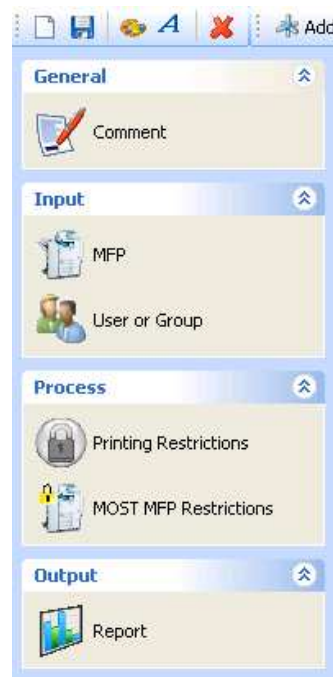 A Add
General
Comment
Input
MFP
User or Group
Process
Printing Restrictions
MOST MFP Restrictions
Output
Report